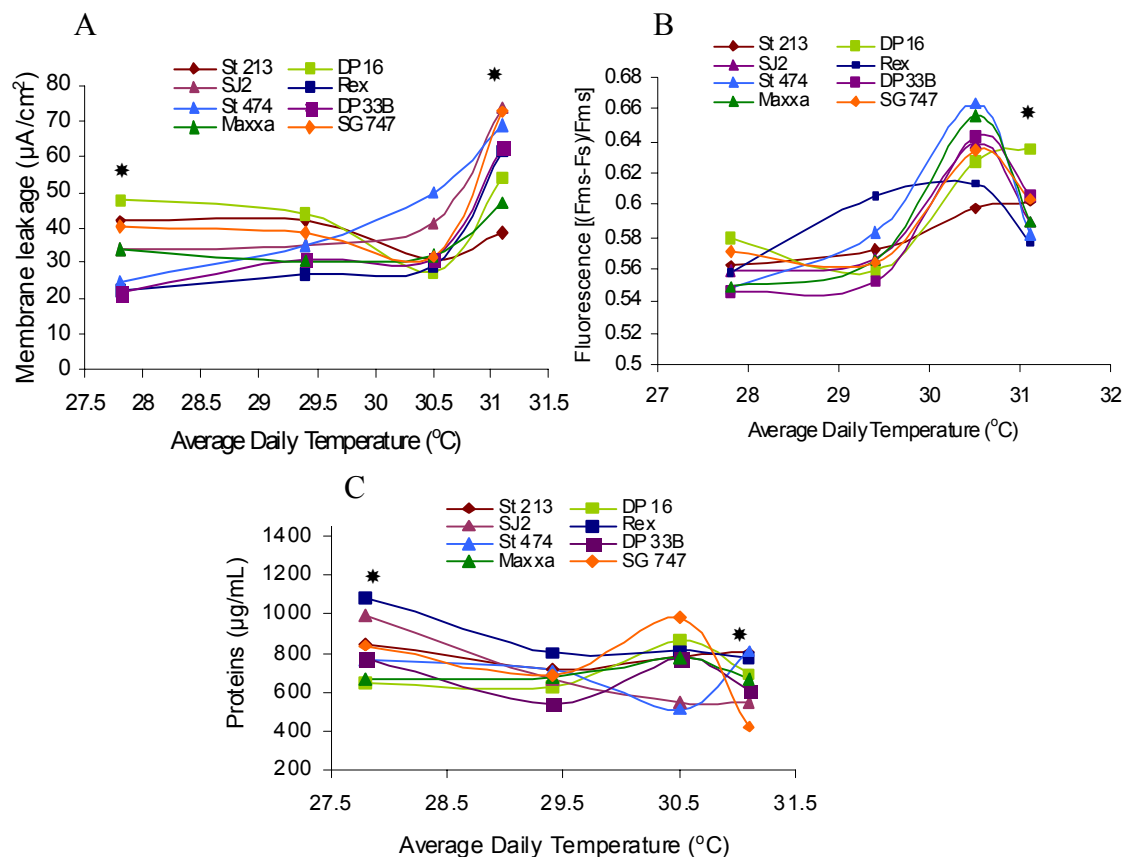 A
St 213
DP 16
SJ2
Rex
St 474
DP 33B
Maxxa
SG 747
Membrane leakage (µA/cm²)
80
70
60
50
40
30
20
10
0
27.5 28 28.5 29 29.5 30 30.5 31 31.5
Average Daily Temperature (°C)
B
St 213
DP 16
SJ2
Rex
St 474
DP 33B
Maxxa
SG 747
Fluorescence [(Fms-Fs)/Fms]
0.68
0.66
0.64
0.62
0.6
0.58
0.56
0.54
0.52
0.5
27 28 29 30 31 32
Average Daily Temperature (°C)
C
St 213
DP 16
SJ2
Rex
St 474
DP 33B
Maxxa
SG 747
Proteins (µg/mL)
1400
1200
1000
800
600
400
200
27.5 28.5 29.5 30.5 31.5
Average Daily Temperature (°C)